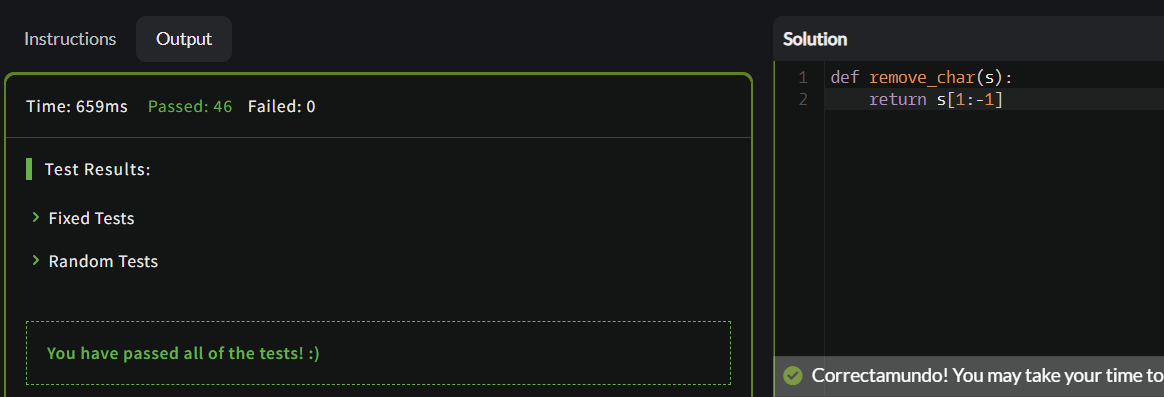 Instructions Output
Time: 659ms Passed: 46 Failed: 0
Test Results:
Fixed Tests
Random Tests
You have passed all of the tests! :)
Solution
1 def remove_char(s):
2     return s[1:-1]
Correctamundo! You may take your time to